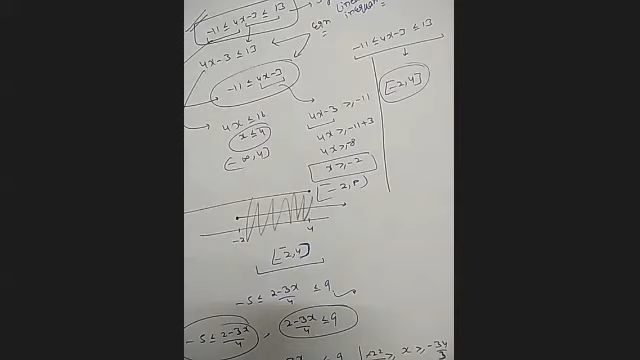 -11 ≤ 4x-3 ≤ 13
4x-3 ≤ 13
-11 ≤ 4x-3
4x ≤ 16
x ≤ 4
(-∞, 4]
4x-3 ≥ -11
4x ≥ -11+3
4x ≥ -8
x ≥ -2
-11 ≤ 4x-3 ≤ 13
[-2, 4]
-2 4
[-2, 4]
-5 ≤ 2-3x/4 ≤ 9
-5 ≤ 2-3x/4 , 2-3x/4 ≤ 9